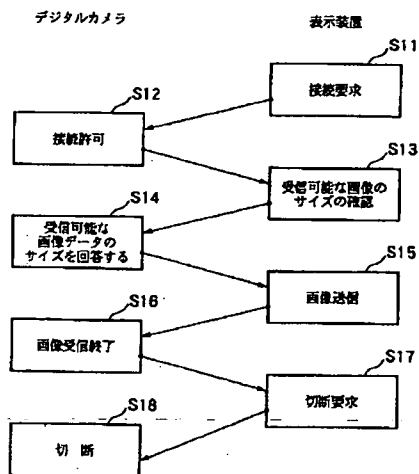 デジタルカメラ
表示装置
S11
接続要求
S12
接続許可
S13
受信可能な画像の
サイズの確認
S14
受信可能な
画像データの
サイズを回答する
S15
画像送信
S16
画像受信終了
S17
切断要求
S18
切 断